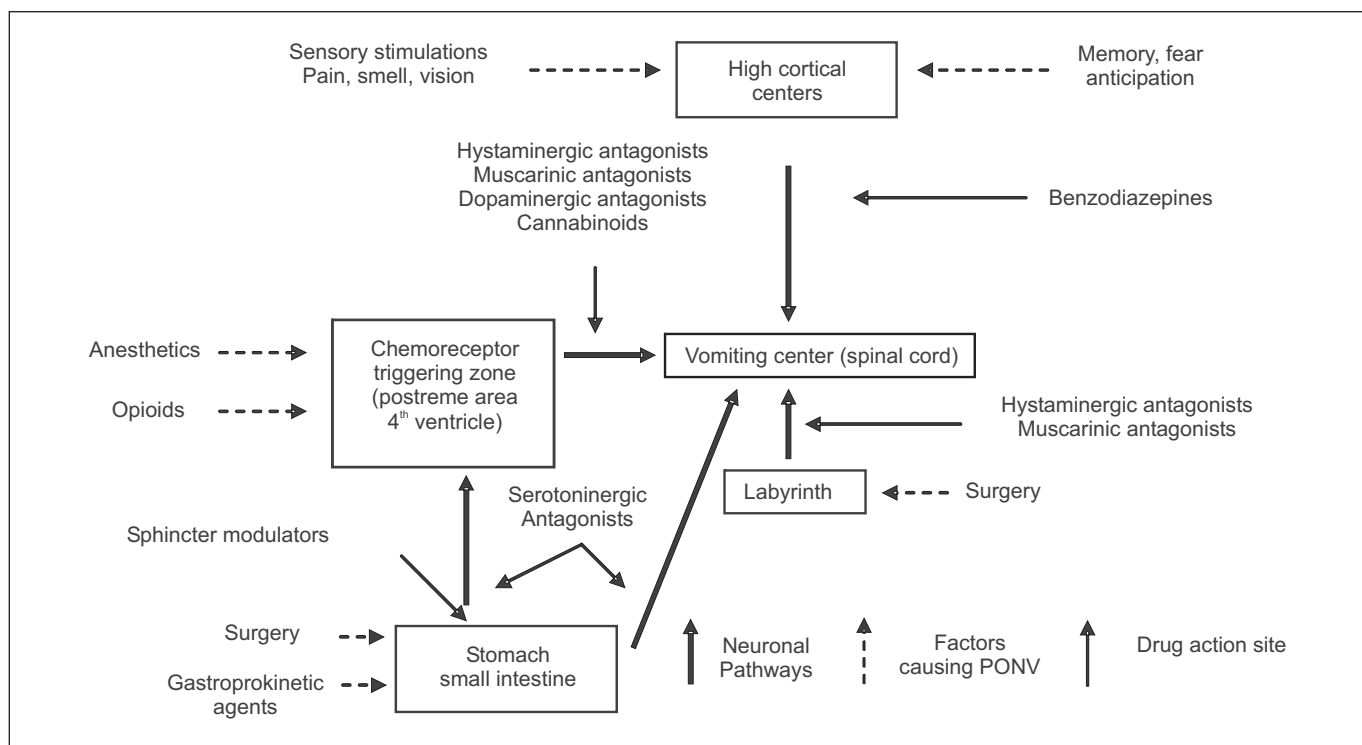 Sensory stimulations
Pain, smell, vision
High cortical
centers
Memory, fear
anticipation
Hystaminergic antagonists
Muscarinic antagonists
Dopaminergic antagonists
Cannabinoids
Benzodiazepines
Anesthetics
Opioids
Chemoreceptor
triggering zone
(postreme area
4th ventricle)
Vomiting center (spinal cord)
Hystaminergic antagonists
Muscarinic antagonists
Labyrinth
Surgery
Serotoninergic
Antagonists
Sphincter modulators
Surgery
Gastroprokinetic
agents
Stomach
small intestine
Neuronal
Pathways
Factors
causing PONV
Drug action site